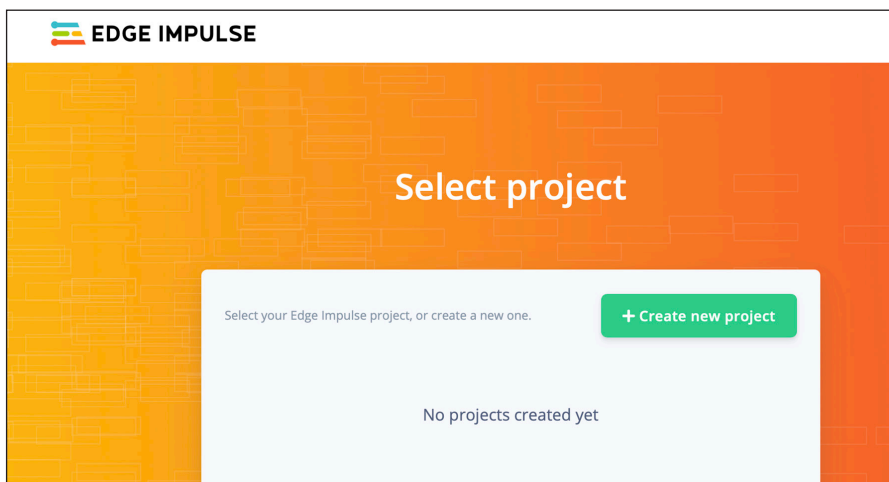 EDGE IMPULSE
Select project
Select your Edge Impulse project, or create a new one.
+ Create new project
No projects created yet